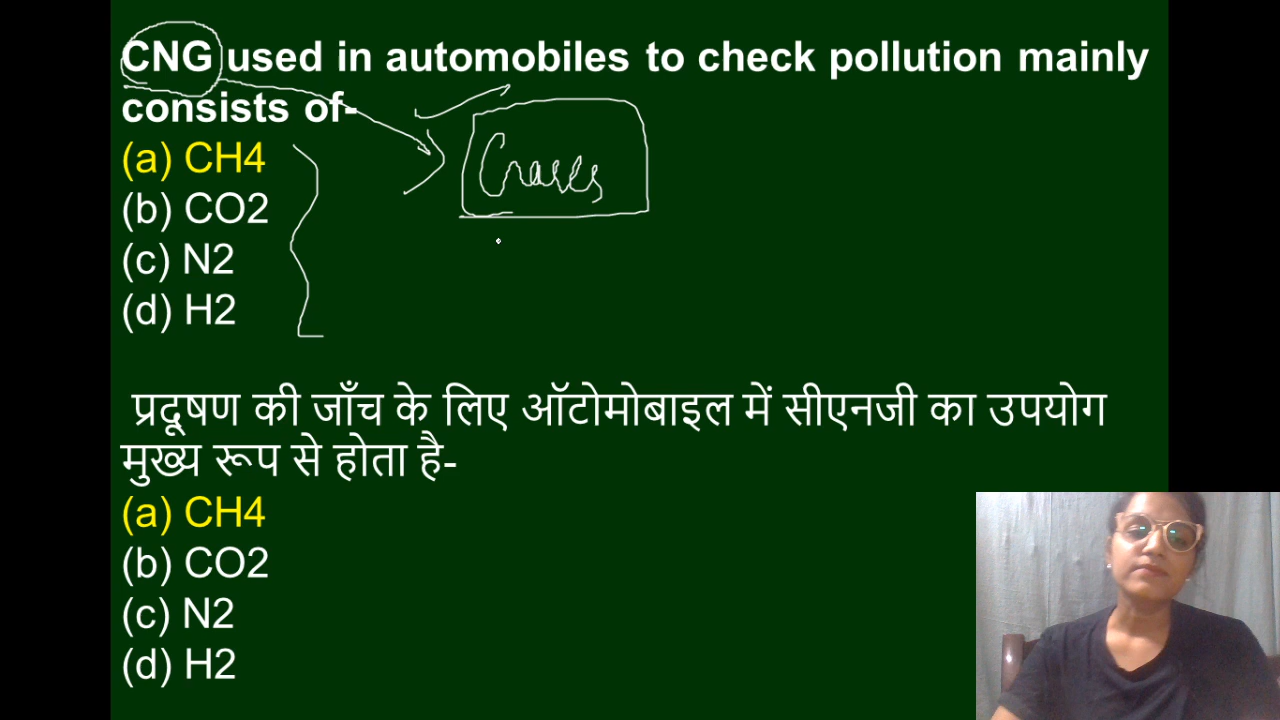 CNG used in automobiles to check pollution mainly
consists of-
(a) CH4
(b) CO2
(c) N2
(d) H2
प्रदूषण की जाँच के लिए ऑटोमोबाइल में सीएनजी का उपयोग
मुख्य रूप से होता है-
(a) CH4
(b) CO2
(c) N2
(d) H2